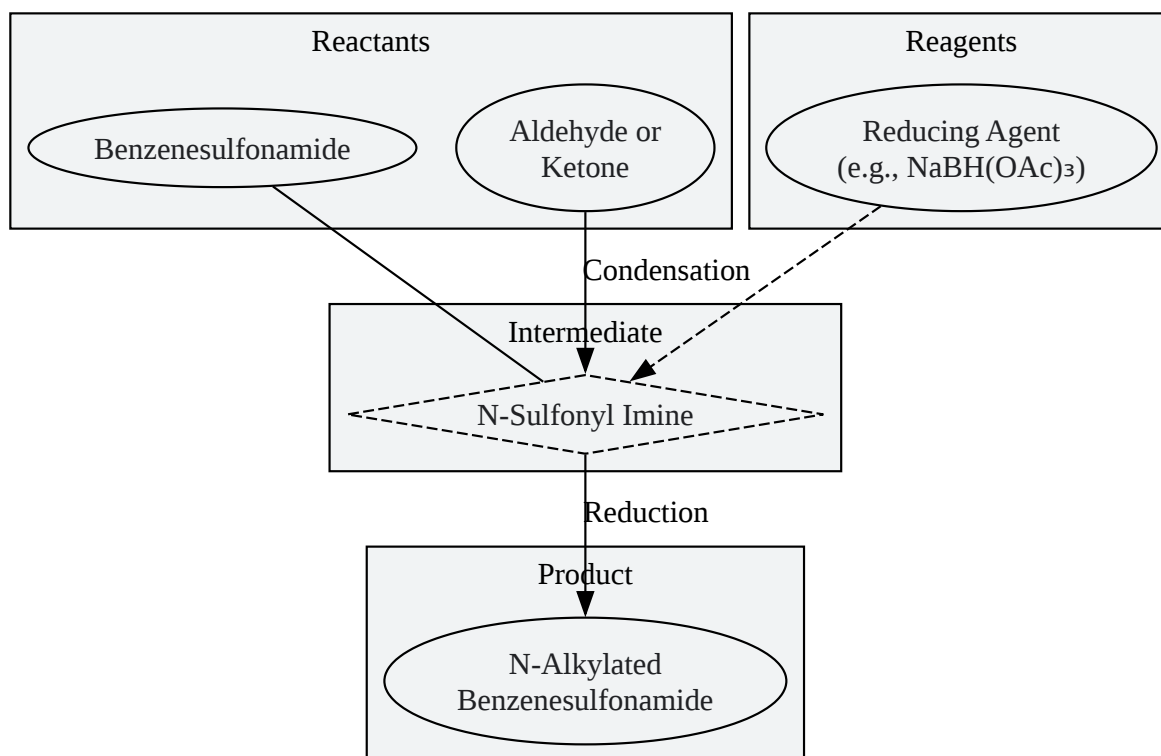 Reactants
Reagents
Benzenesulfonamide
Aldehyde or
Ketone
Reducing Agent
(e.g., NaBH(OAc)₃)
Condensation
Intermediate
N-Sulfonyl Imine
Reduction
Product
N-Alkylated
Benzenesulfonamide